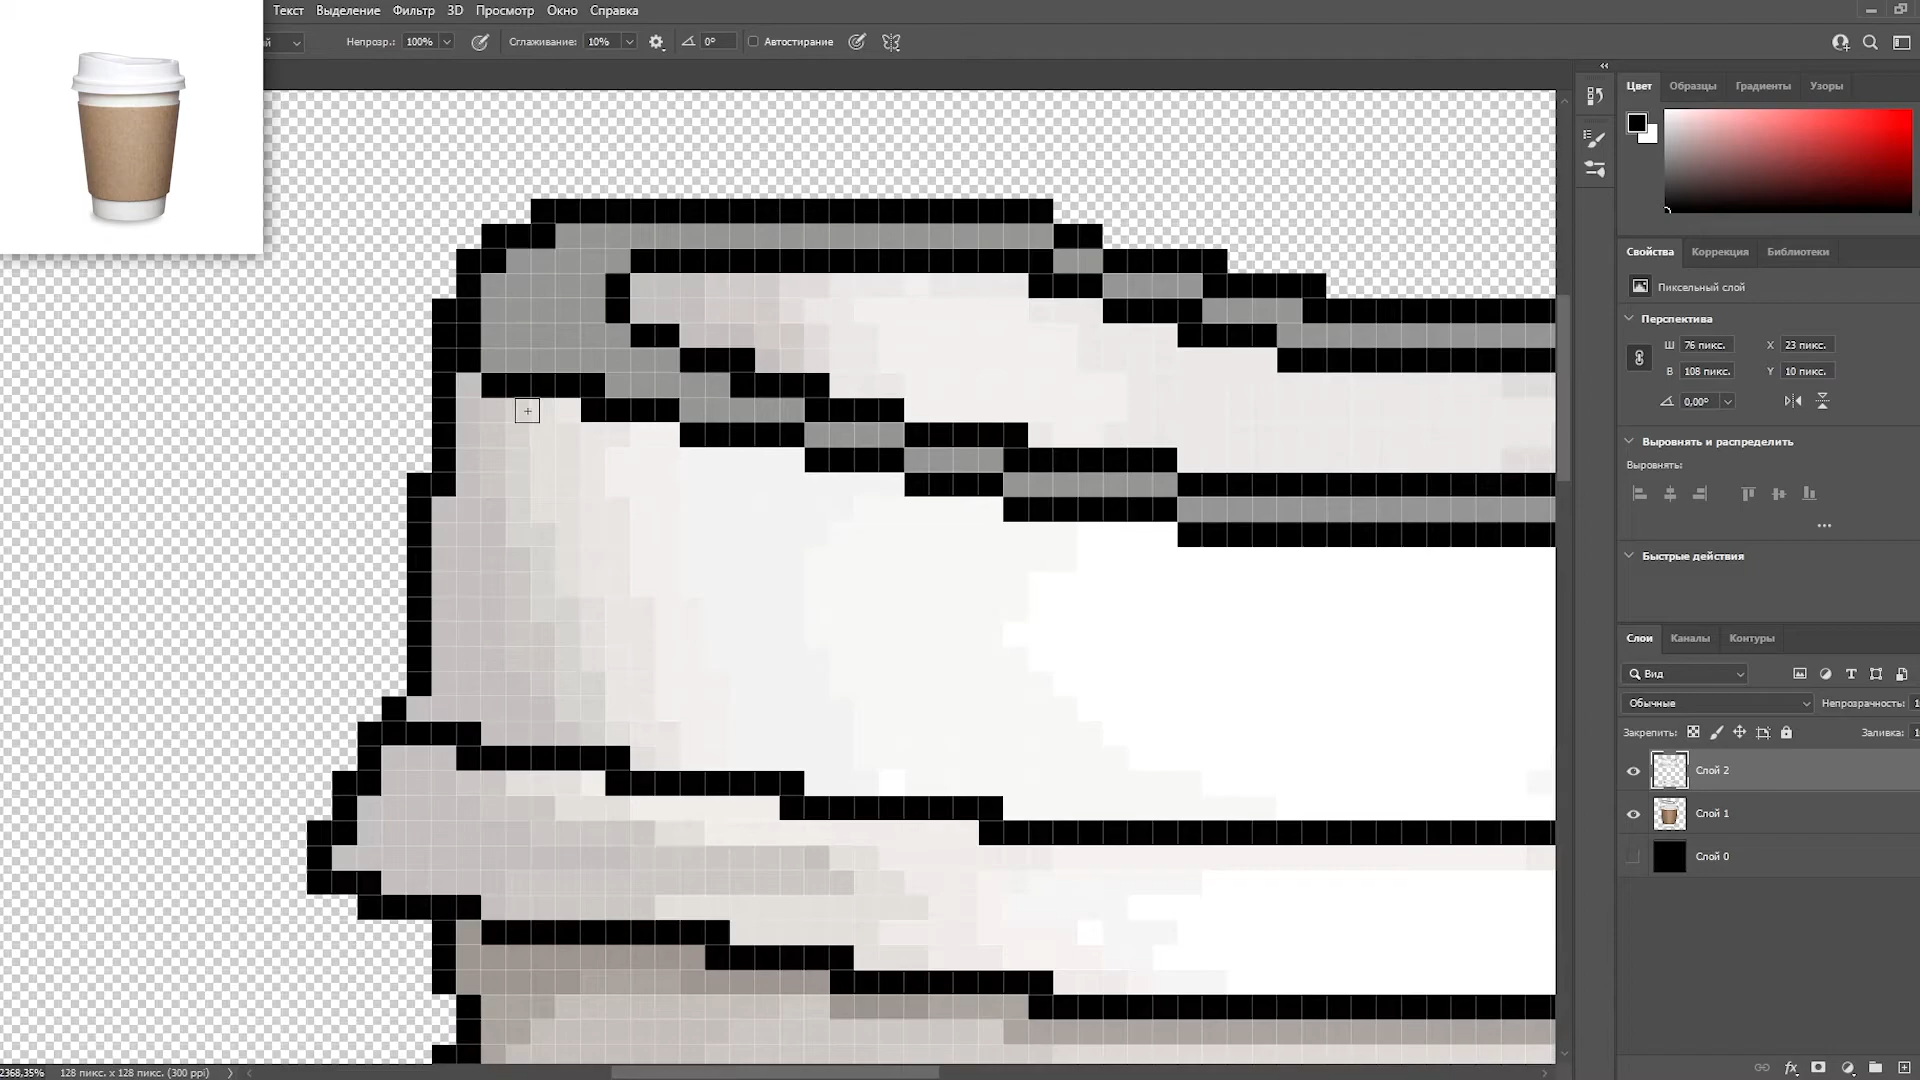 Текст Выделение Фильтр 3D Просмотр Окно Справка
й Непрозр.: 100% Сглаживание: 10% 0° Автостирание
Цвет Образцы Градиенты Узоры
Свойства Коррекция Библиотеки
Пиксельный слой
Перспектива
Ш 76 пикс. X 23 пикс.
В 108 пикс. Y 10 пикс.
0,00°
Выровнять и распределить
Выровнять:
Быстрые действия
Слои Каналы Контуры
Вид
Обычные Непрозрачность: 1
Закрепить: Заливка: 1
Слой 2
Слой 1
Слой 0
fx
2368,35% 128 пикс. x 128 пикс. (300 ppi)